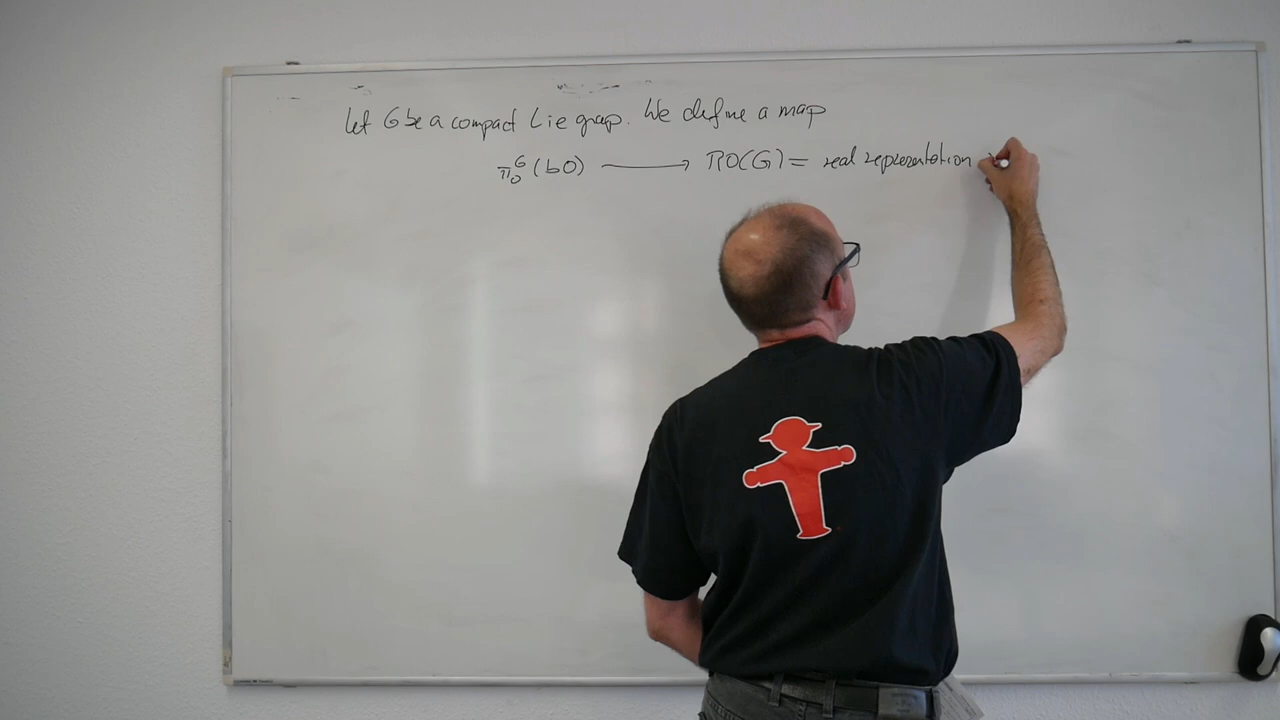 Let G be a compact Lie group. We define a map
π₀ᴳ(bO) ⟶ RO(G) = real representation